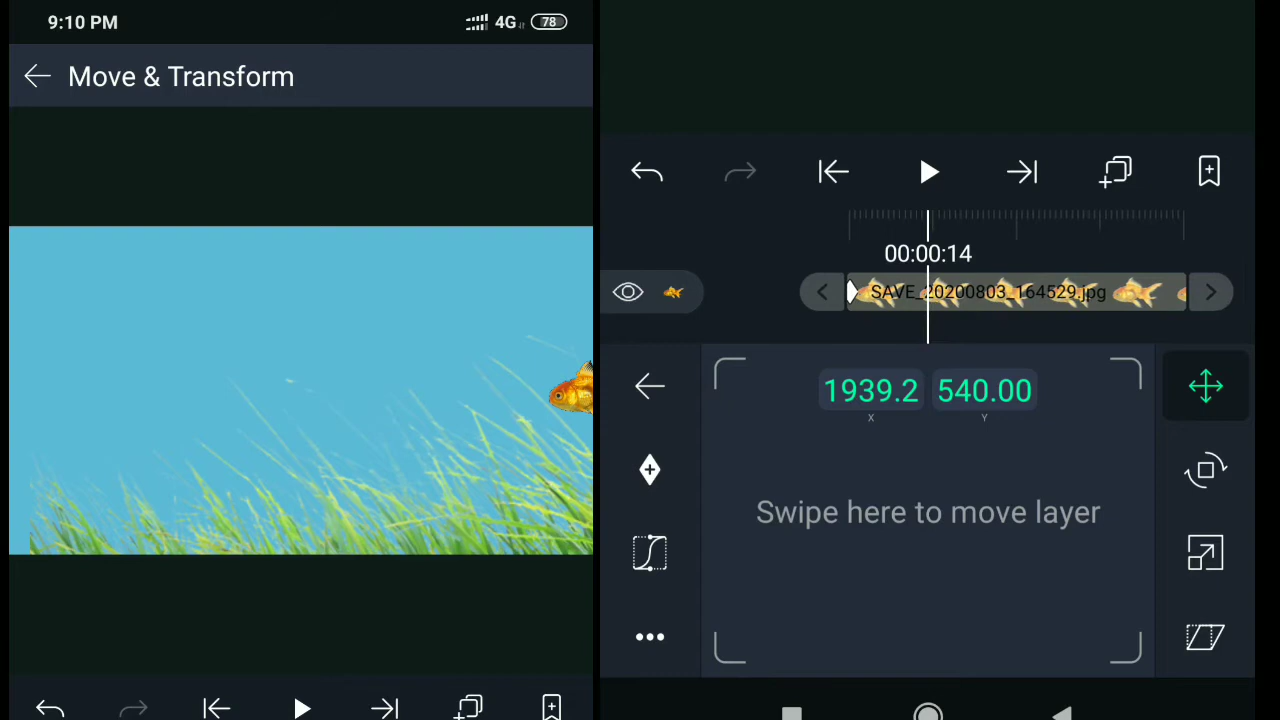 9:10 PM
4G
78
Move & Transform
00:00:14
SAVE_20200803_164529.jpg
1939.2 540.00
X Y
Swipe here to move layer